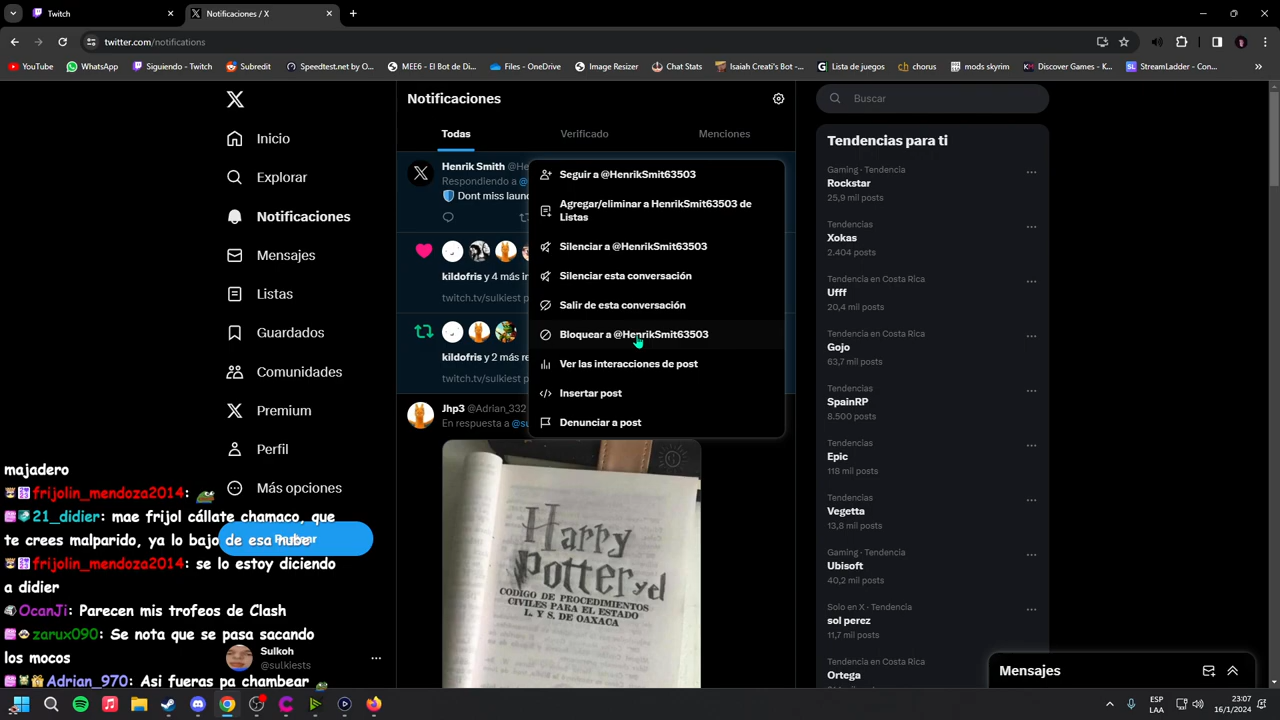 Twitch
Notificaciones / X
twitter.com/notifications
YouTube
WhatsApp
Siguiendo - Twitch
Subredit
Speedtest.net by O...
MEE6 - El Bot de Di...
Files - OneDrive
Image Resizer
Chat Stats
Isaiah Creati's Bot -...
Lista de juegos
chorus
mods skyrim
Discover Games - K...
StreamLadder - Con...
Inicio
Explorar
Notificaciones
Mensajes
Listas
Guardados
Comunidades
Premium
Perfil
Más opciones
Sulkoh
@sulkiests
Notificaciones
Todas
Verificado
Menciones
Henrik Smith @He
Respondiendo a @
Dont miss laun
kildofris y 4 más in
twitch.tv/sulkiest p
kildofris y 2 más re
twitch.tv/sulkiest p
Jhp3 @Adrian_332
En respuesta a @su
Seguir a @HenrikSmit63503
Agregar/eliminar a HenrikSmit63503 de
Listas
Silenciar a @HenrikSmit63503
Silenciar esta conversación
Salir de esta conversación
Bloquear a @HenrikSmit63503
Ver las interacciones de post
Insertar post
Denunciar a post
Harry
Potteryd
CODIGO DE PROCEDIMIENTOS
CIVILES PARA EL ESTADO
L. Y S. DE OAXACA
Buscar
Tendencias para ti
Gaming · Tendencia
Rockstar
25,9 mil posts
Tendencias
Xokas
2.404 posts
Tendencia en Costa Rica
Ufff
20,4 mil posts
Tendencia en Costa Rica
Gojo
63,7 mil posts
Tendencias
SpainRP
8.500 posts
Tendencias
Epic
118 mil posts
Tendencias
Vegetta
13,8 mil posts
Gaming · Tendencia
Ubisoft
40,2 mil posts
Solo en X · Tendencia
sol perez
11,7 mil posts
Tendencia en Costa Rica
Ortega
Mensajes
majadero
frijolin_mendoza2014:
21_didier: mae frijol cállate chamaco, que
te crees malparido, ya lo bajo de esa nube
frijolin_mendoza2014: se lo estoy diciendo
a didier
OcanJi: Parecen mis trofeos de Clash
zarux090: Se nota que se pasa sacando
los mocos
Adrian_970: Asi fueras pa chambear
ESP
LAA
23:07
16/1/2024